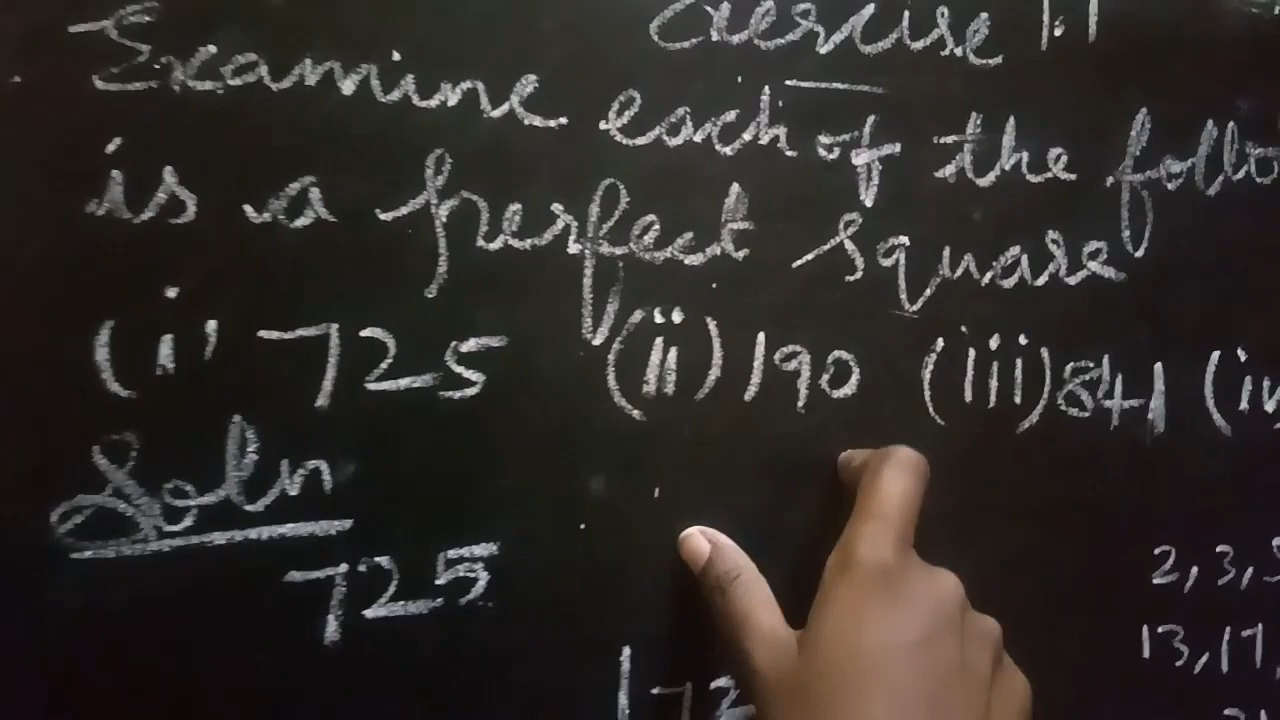 Exercise 1.1
Examine each of the follo
is a perfect square
(i) 725 (ii) 190 (iii) 841 (iv
Soln
725
2, 3,
13, 17,